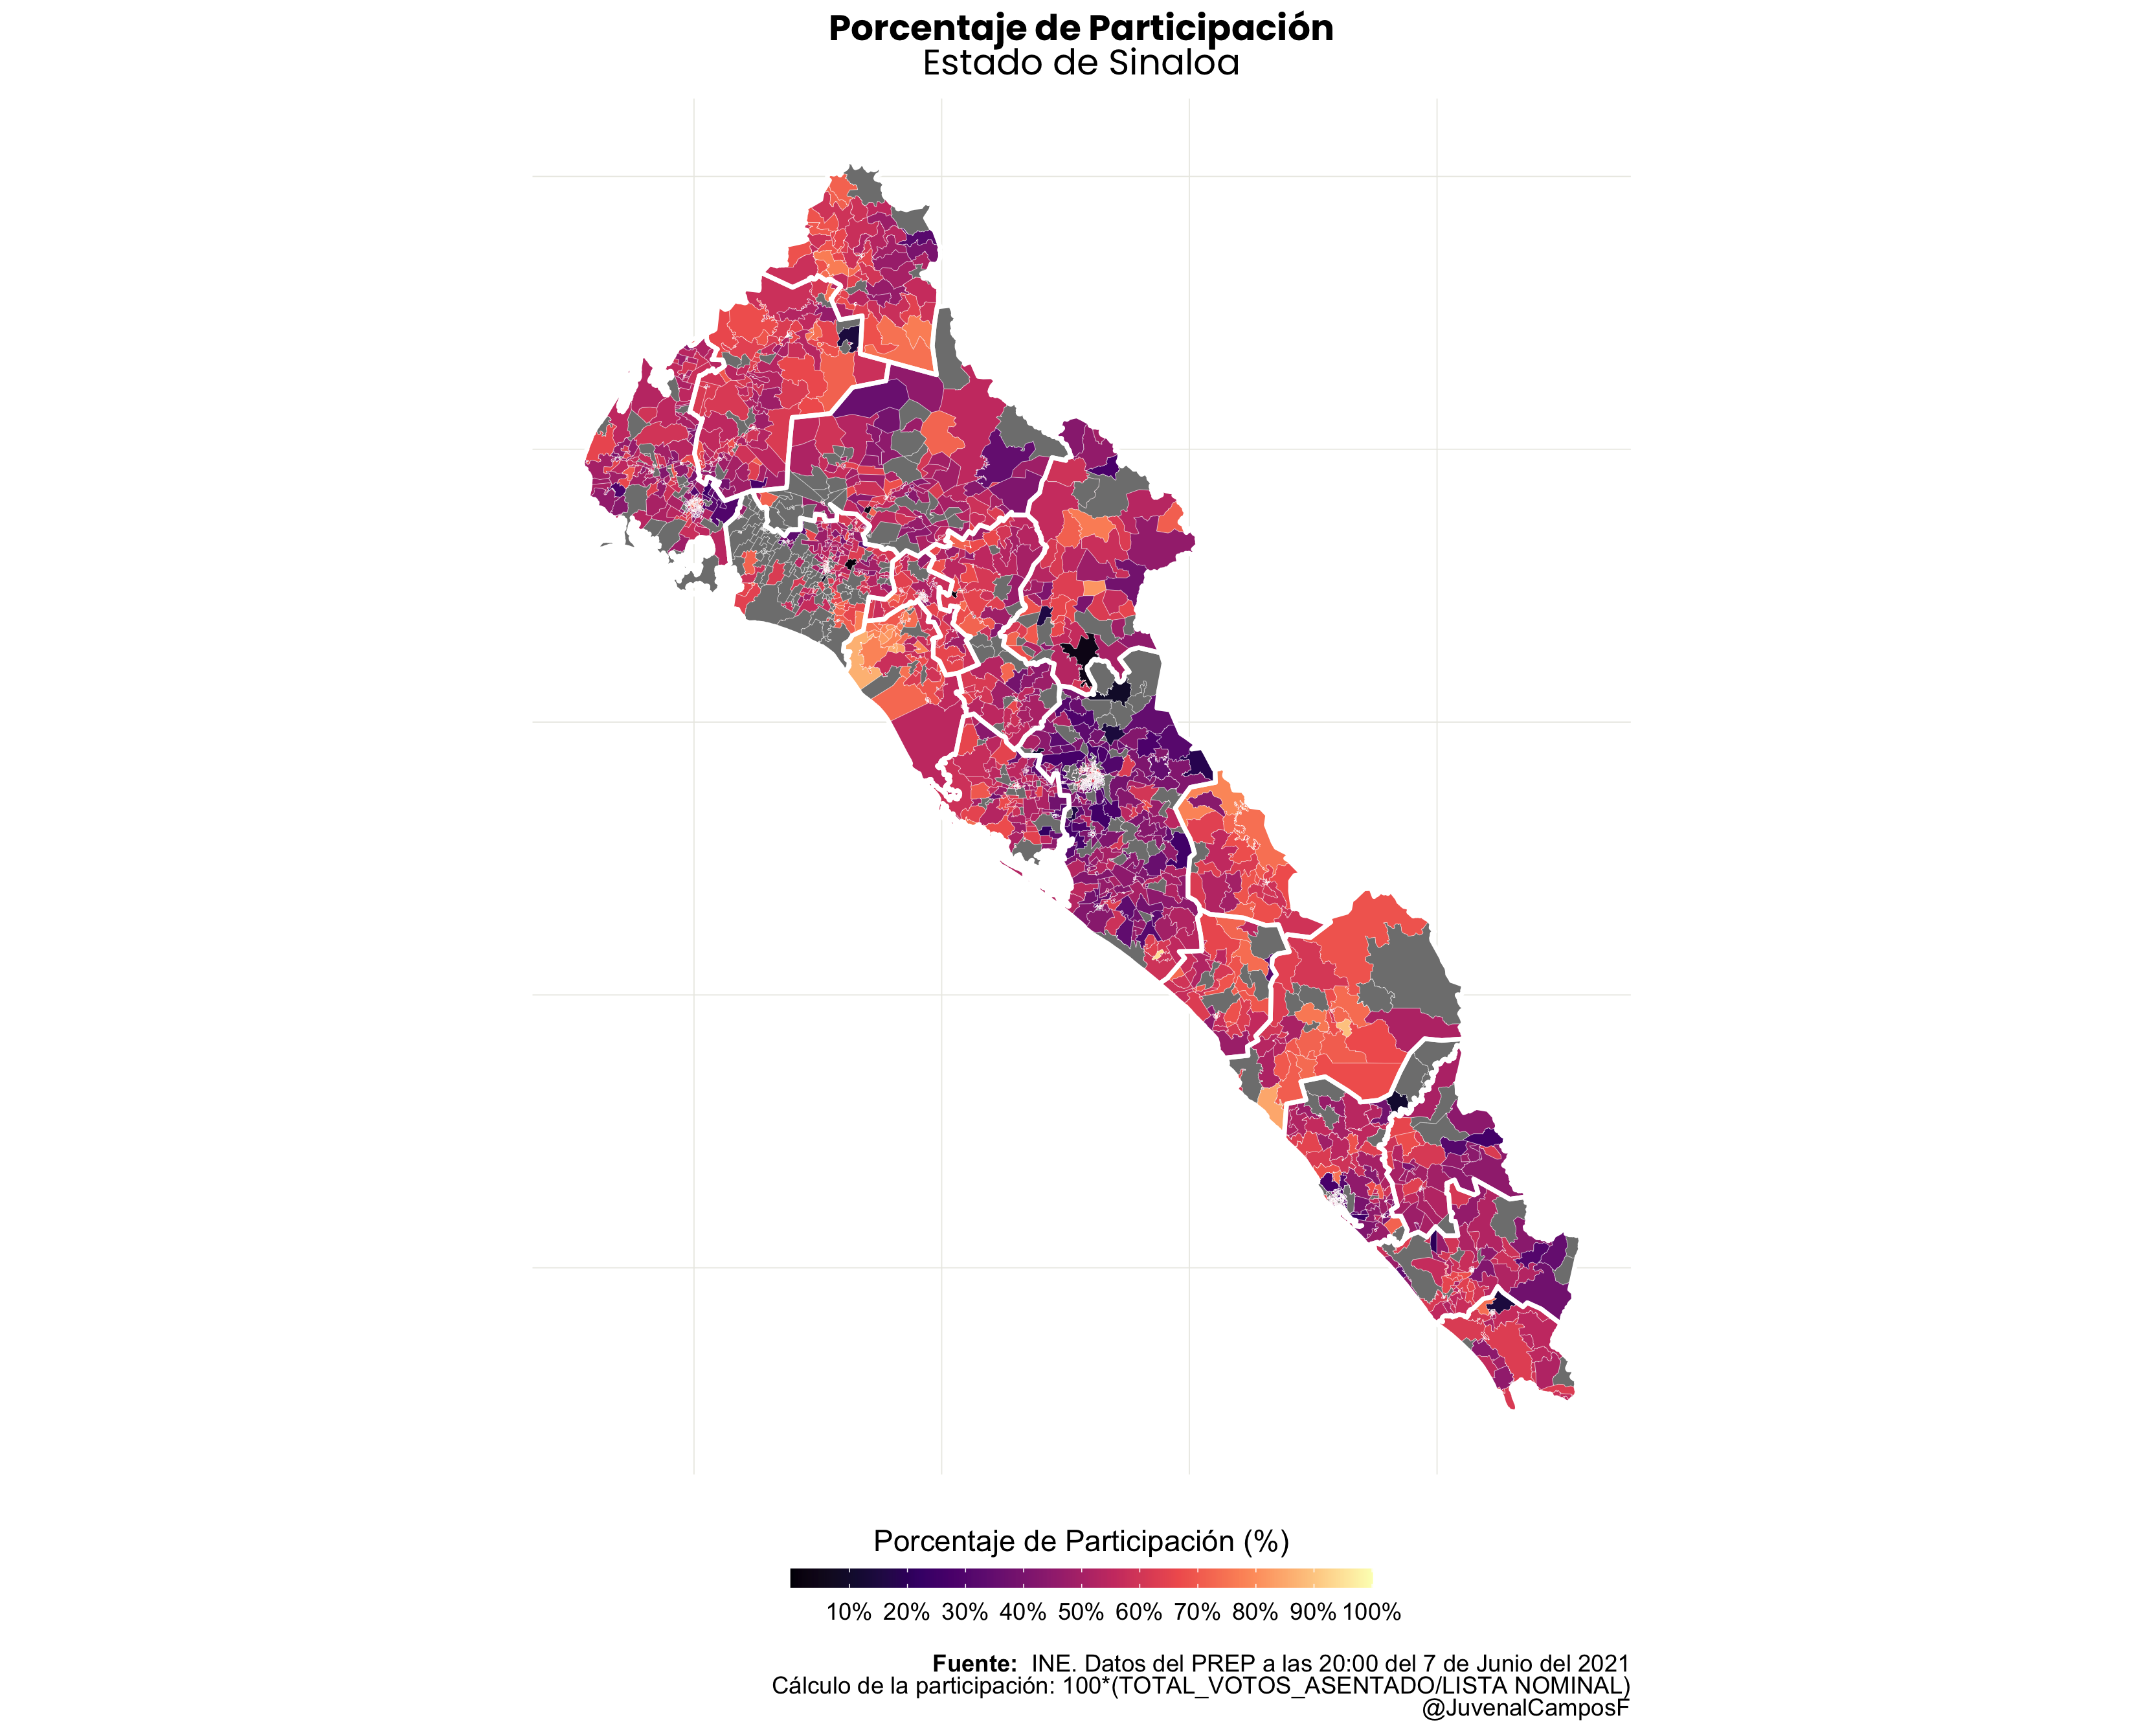 Porcentaje de Participación
Estado de Sinaloa
Porcentaje de Participación (%)
10% 20% 30% 40% 50% 60% 70% 80% 90% 100%
Fuente: INE. Datos del PREP a las 20:00 del 7 de Junio del 2021
Cálculo de la participación: 100*(TOTAL_VOTOS_ASENTADO/LISTA NOMINAL)
@JuvenalCamposF